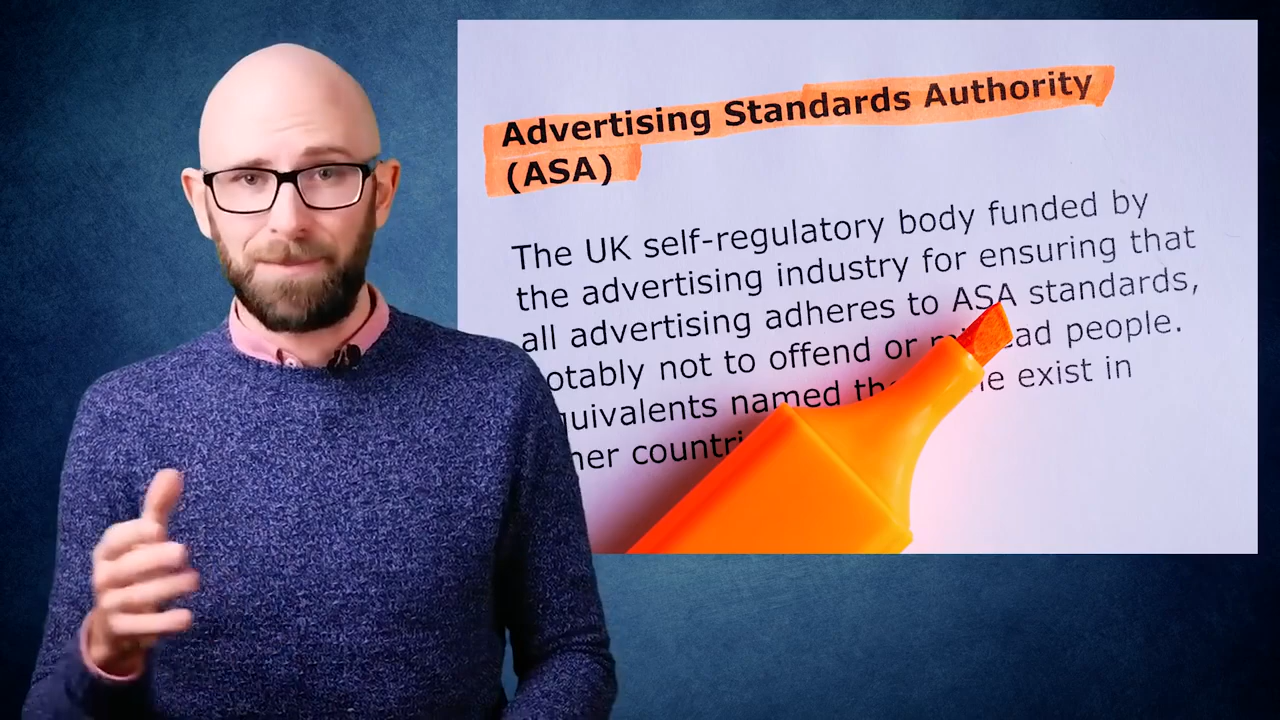 Advertising Standards Authority
(ASA)
The UK self-regulatory body funded by
the advertising industry for ensuring that
all advertising adheres to ASA standards,
not to offend or people.
named exist in